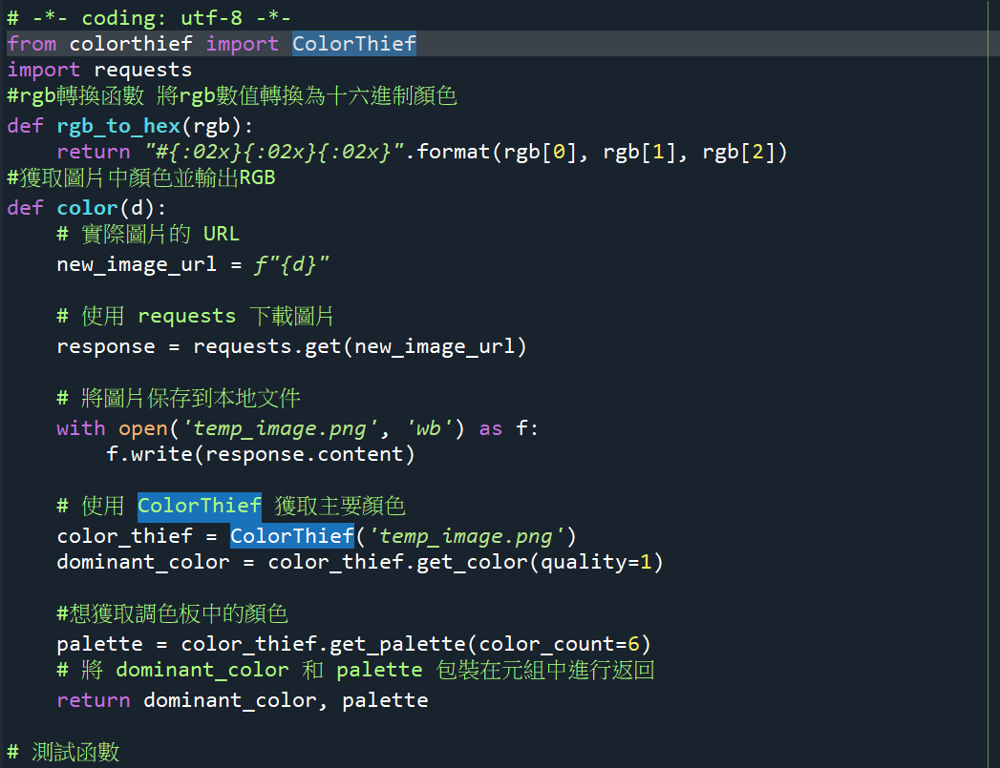 # -*- coding: utf-8 -*-
from colorthief import ColorThief
import requests
#rgb轉換函數 將rgb數值轉換為十六進制顏色
def rgb_to_hex(rgb):
    return "#{:02x}{:02x}{:02x}".format(rgb[0], rgb[1], rgb[2])
#獲取圖片中顏色並輸出RGB
def color(d):
    # 實際圖片的 URL
    new_image_url = f"{d}"
    # 使用 requests 下載圖片
    response = requests.get(new_image_url)
    # 將圖片保存到本地文件
    with open('temp_image.png', 'wb') as f:
        f.write(response.content)
    # 使用 ColorThief 獲取主要顏色
    color_thief = ColorThief('temp_image.png')
    dominant_color = color_thief.get_color(quality=1)
    #想獲取調色板中的顏色
    palette = color_thief.get_palette(color_count=6)
    # 將 dominant_color 和 palette 包裝在元組中進行返回
    return dominant_color, palette
# 測試函數